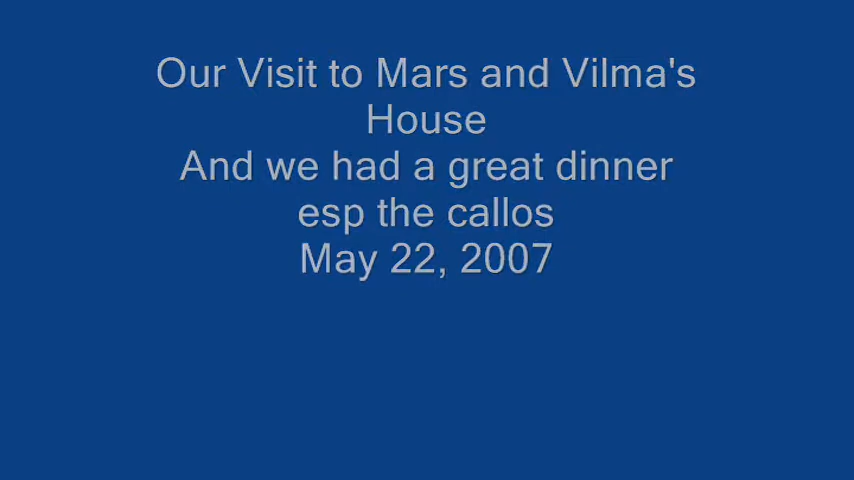 Our Visit to Mars and Vilma's
House
And we had a great dinner
esp the callos
May 22, 2007